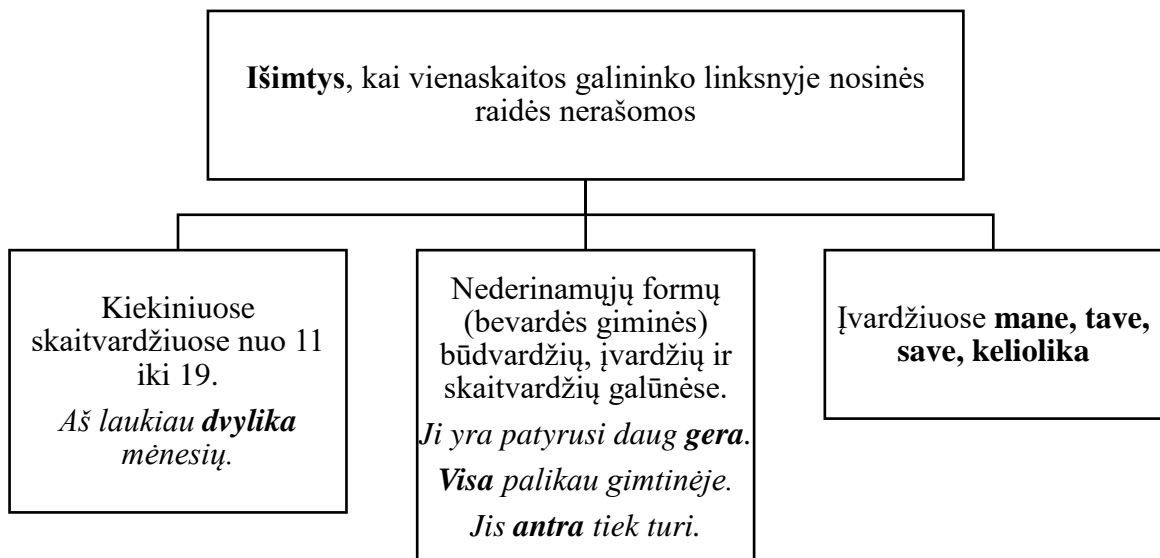 Išimtys, kai vienaskaitos galininko linksnyje nosinės
raidės nerašomos
Kiekiniuose
skaitvardžiuose nuo 11
iki 19.
Aš laukiau dvylika
mėnesių.
Nederinamųjų formų
(bevardės giminės)
būdvardžių, įvardžių ir
skaitvardžių galūnėse.
Ji yra patyrusi daug gera.
Visa palikau gimtinėje.
Jis antra tiek turi.
Įvardžiuose mane, tave,
save, keliolika